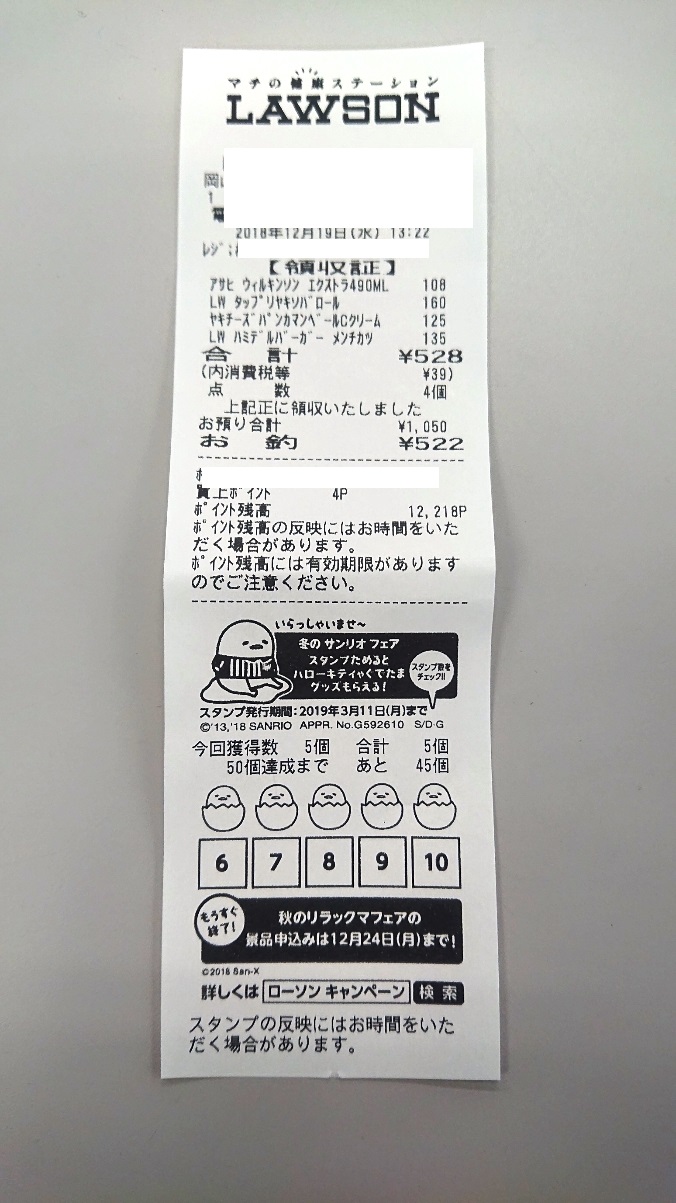 マチの健康ステーション
LAWSON
2018年12月19日(水) 13:22
レジ:
【領収証】
アサヒ ウィルキンソン エクストラ490ML 108
LW タップリヤキソバロール 160
ヤキチーズパンカマンベールCクリーム 125
LW ハミデルバーガー メンチカツ 135
合 計 ¥528
(内消費税等 ¥39)
点 数 4個
上記正に領収いたしました
お預り合計 ¥1,050
お 釣 ¥522
買上ポイント 4P
ポイント残高 12,218P
ポイント残高の反映にはお時間をいた
だく場合があります。
ポイント残高には有効期限があります
のでご注意ください。
いらっしゃいませ~
冬の サンリオ フェア
スタンプためると
ハローキティやぐでたま
グッズもらえる!
スタンプ数を
チェック!!
スタンプ発行期間:2019年3月11日(月)まで
©'13,'18 SANRIO APPR. No.G592610 S/D·G
今回獲得数 5個 合計 5個
50個達成まで あと 45個
6 7 8 9 10
もうすぐ
終了!
秋のリラックマフェアの
景品申込みは12月24日(月)まで!
©2018 San-X
詳しくは ローソン キャンペーン 検索
スタンプの反映にはお時間をいた
だく場合があります。